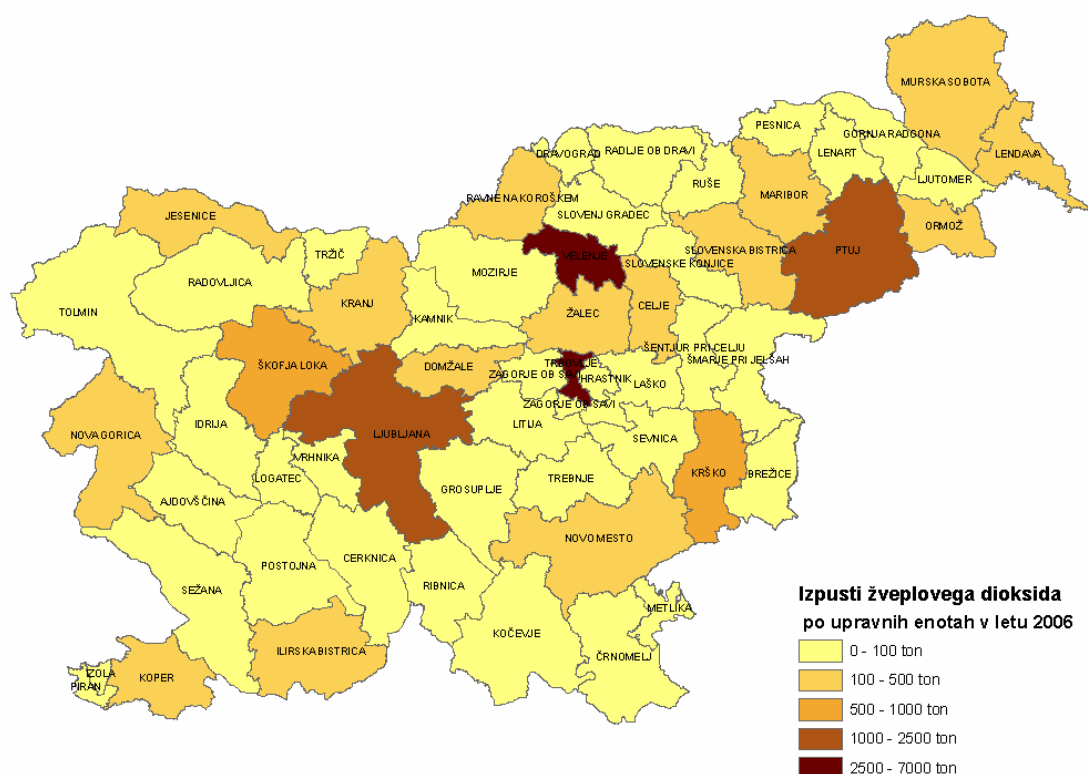 MURSKA SOBOTA
PESNICA
GORNJA RADGONA
DRAVOGRAD
RADLJE OB DRAVI
LENART
LENDAVA
RUŠE
LJUTOMER
RAVNE NA KOROŠKEM
MARIBOR
SLOVENJ GRADEC
JESENICE
ORMOŽ
TRŽIČ
VELENJE
SLOVENSKA BISTRICA
PTUJ
MOZIRJE
SLOVENSKE KONJICE
RADOVLJICA
KRANJ
CELJE
TOLMIN
KAMNIK
ŽALEC
ŠENTJUR PRI CELJU
ŠMARJE PRI JELŠAH
ŠKOFJA LOKA
DOMŽALE
TRBOVLJE
ZAGORJE OB SAVI
HRASTNIK
LAŠKO
ZAGORJE OB SAVI
IDRIJA
LITIJA
NOVA GORICA
LJUBLJANA
SEVNICA
VRHNIKA
KRŠKO
BREŽICE
LOGATEC
TREBNJE
GROSUPLJE
AJDOVŠČINA
NOVO MESTO
CERKNICA
POSTOJNA
RIBNICA
SEŽANA
METLIKA
KOČEVJE
ILIRSKA BISTRICA
ČRNOMELJ
IZOLA
KOPER
PIRAN
Izpusti žveplovega dioksida
po upravnih enotah v letu 2006
0 - 100 ton
100 - 500 ton
500 - 1000 ton
1000 - 2500 ton
2500 - 7000 ton